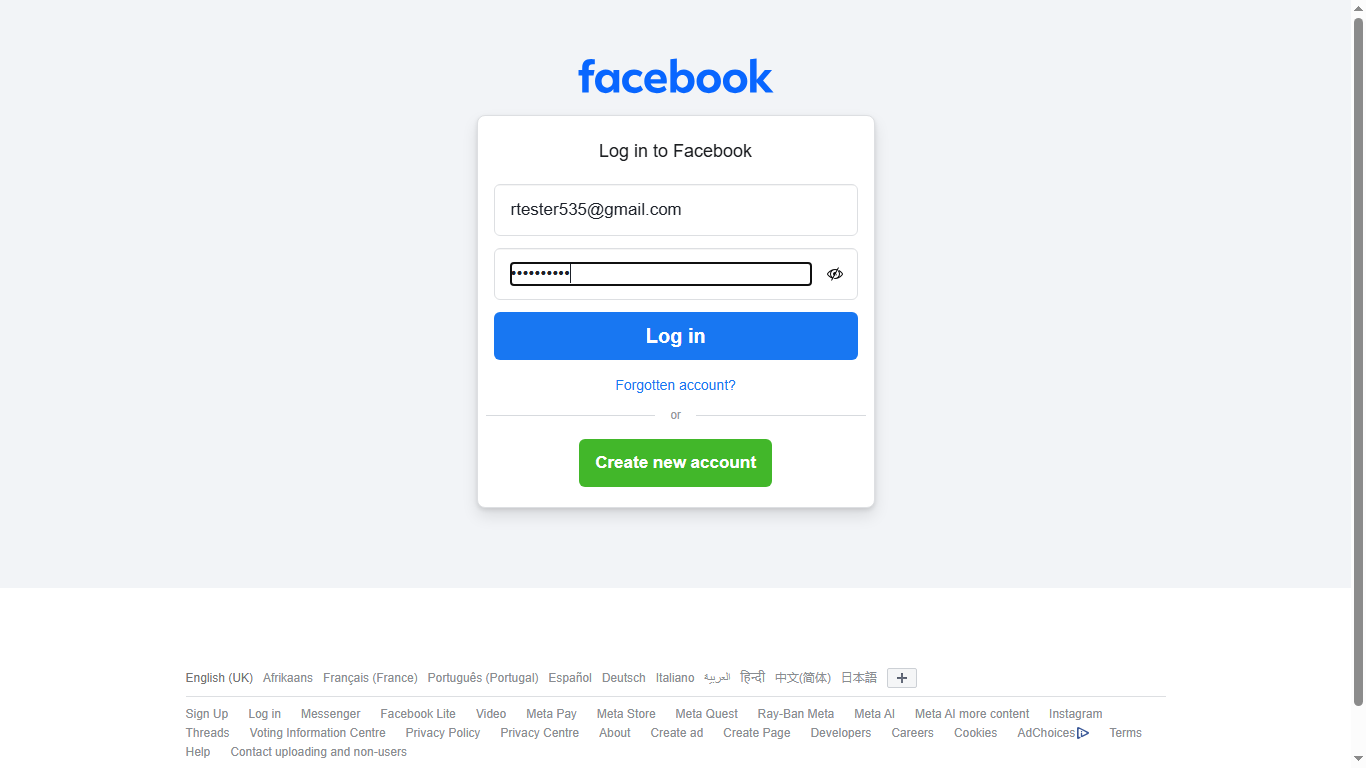 facebook
Log in to Facebook
rtester535@gmail.com
••••••••••
Log in
Forgotten account?
or
Create new account
English (UK) Afrikaans Français (France) Português (Portugal) Español Deutsch Italiano العربية हिन्दी 中文(简体) 日本語
Sign Up Log in Messenger Facebook Lite Video Meta Pay Meta Store Meta Quest Ray-Ban Meta Meta AI Meta AI more content Instagram
Threads Voting Information Centre Privacy Policy Privacy Centre About Create ad Create Page Developers Careers Cookies AdChoices Terms
Help Contact uploading and non-users